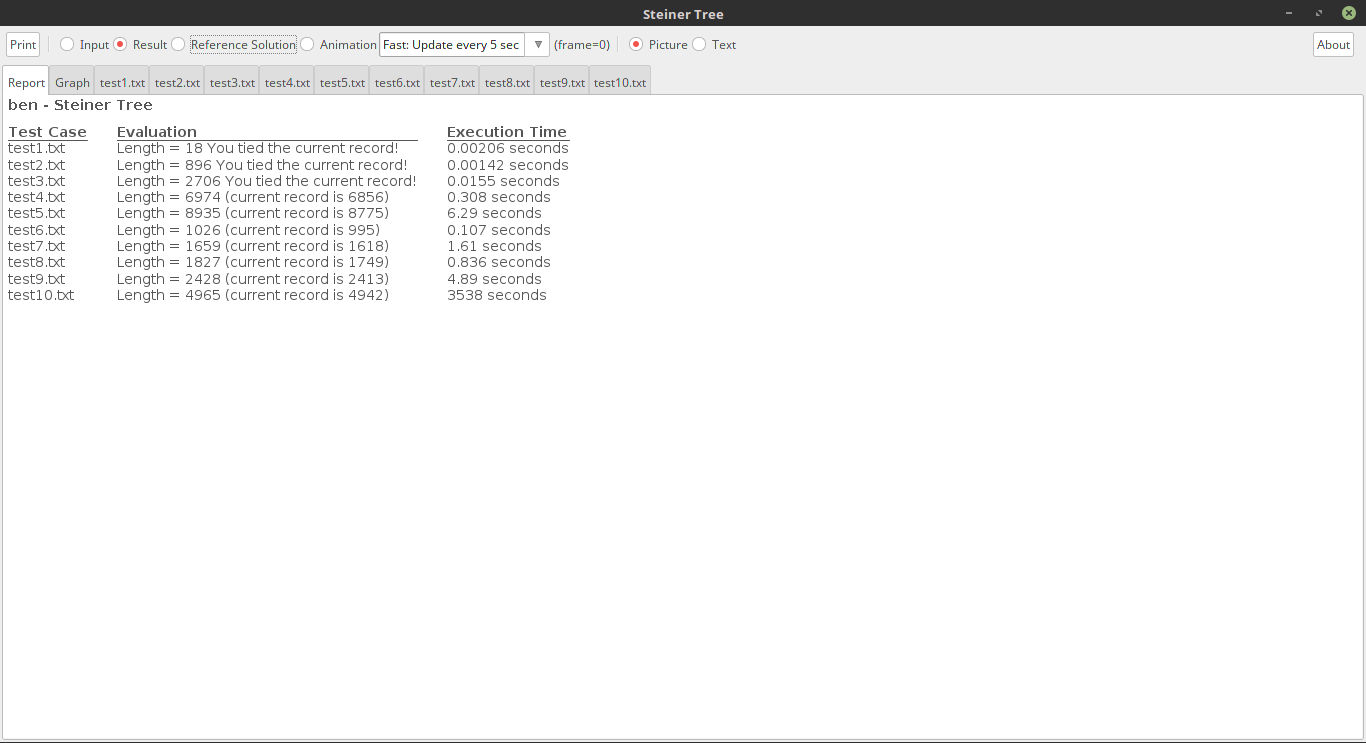 Steiner Tree
Print Input Result Reference Solution Animation Fast: Update every 5 sec (frame=0) Picture Text About
Report Graph test1.txt test2.txt test3.txt test4.txt test5.txt test6.txt test7.txt test8.txt test9.txt test10.txt
ben - Steiner Tree
Test Case Evaluation Execution Time
test1.txt Length = 18 You tied the current record! 0.00206 seconds
test2.txt Length = 896 You tied the current record! 0.00142 seconds
test3.txt Length = 2706 You tied the current record! 0.0155 seconds
test4.txt Length = 6974 (current record is 6856) 0.308 seconds
test5.txt Length = 8935 (current record is 8775) 6.29 seconds
test6.txt Length = 1026 (current record is 995) 0.107 seconds
test7.txt Length = 1659 (current record is 1618) 1.61 seconds
test8.txt Length = 1827 (current record is 1749) 0.836 seconds
test9.txt Length = 2428 (current record is 2413) 4.89 seconds
test10.txt Length = 4965 (current record is 4942) 3538 seconds